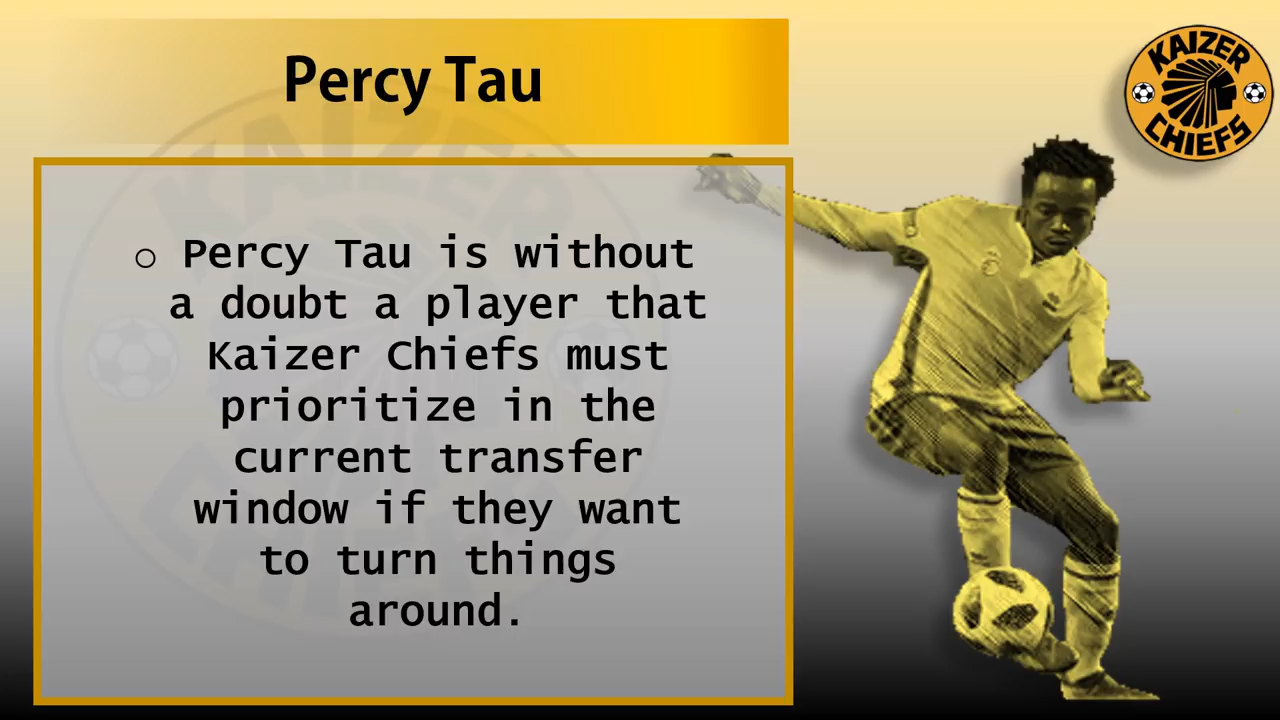 Percy Tau
KAIZER
CHIEFS
○ Percy Tau is without
a doubt a player that
Kaizer Chiefs must
prioritize in the
current transfer
window if they want
to turn things
around.